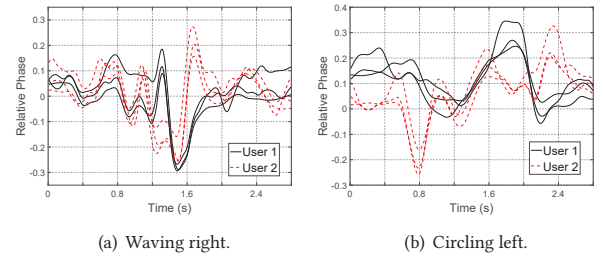 0.3
0.2
0.1
0
-0.1
-0.2
-0.3
Relative Phase
0 0.8 1.6 2.4
Time (s)
User 1
User 2
(a) Waving right.
0.4
0.3
0.2
0.1
0
-0.1
-0.2
-0.3
Relative Phase
0 0.8 1.6 2.4
Time (s)
User 1
User 2
(b) Circling left.